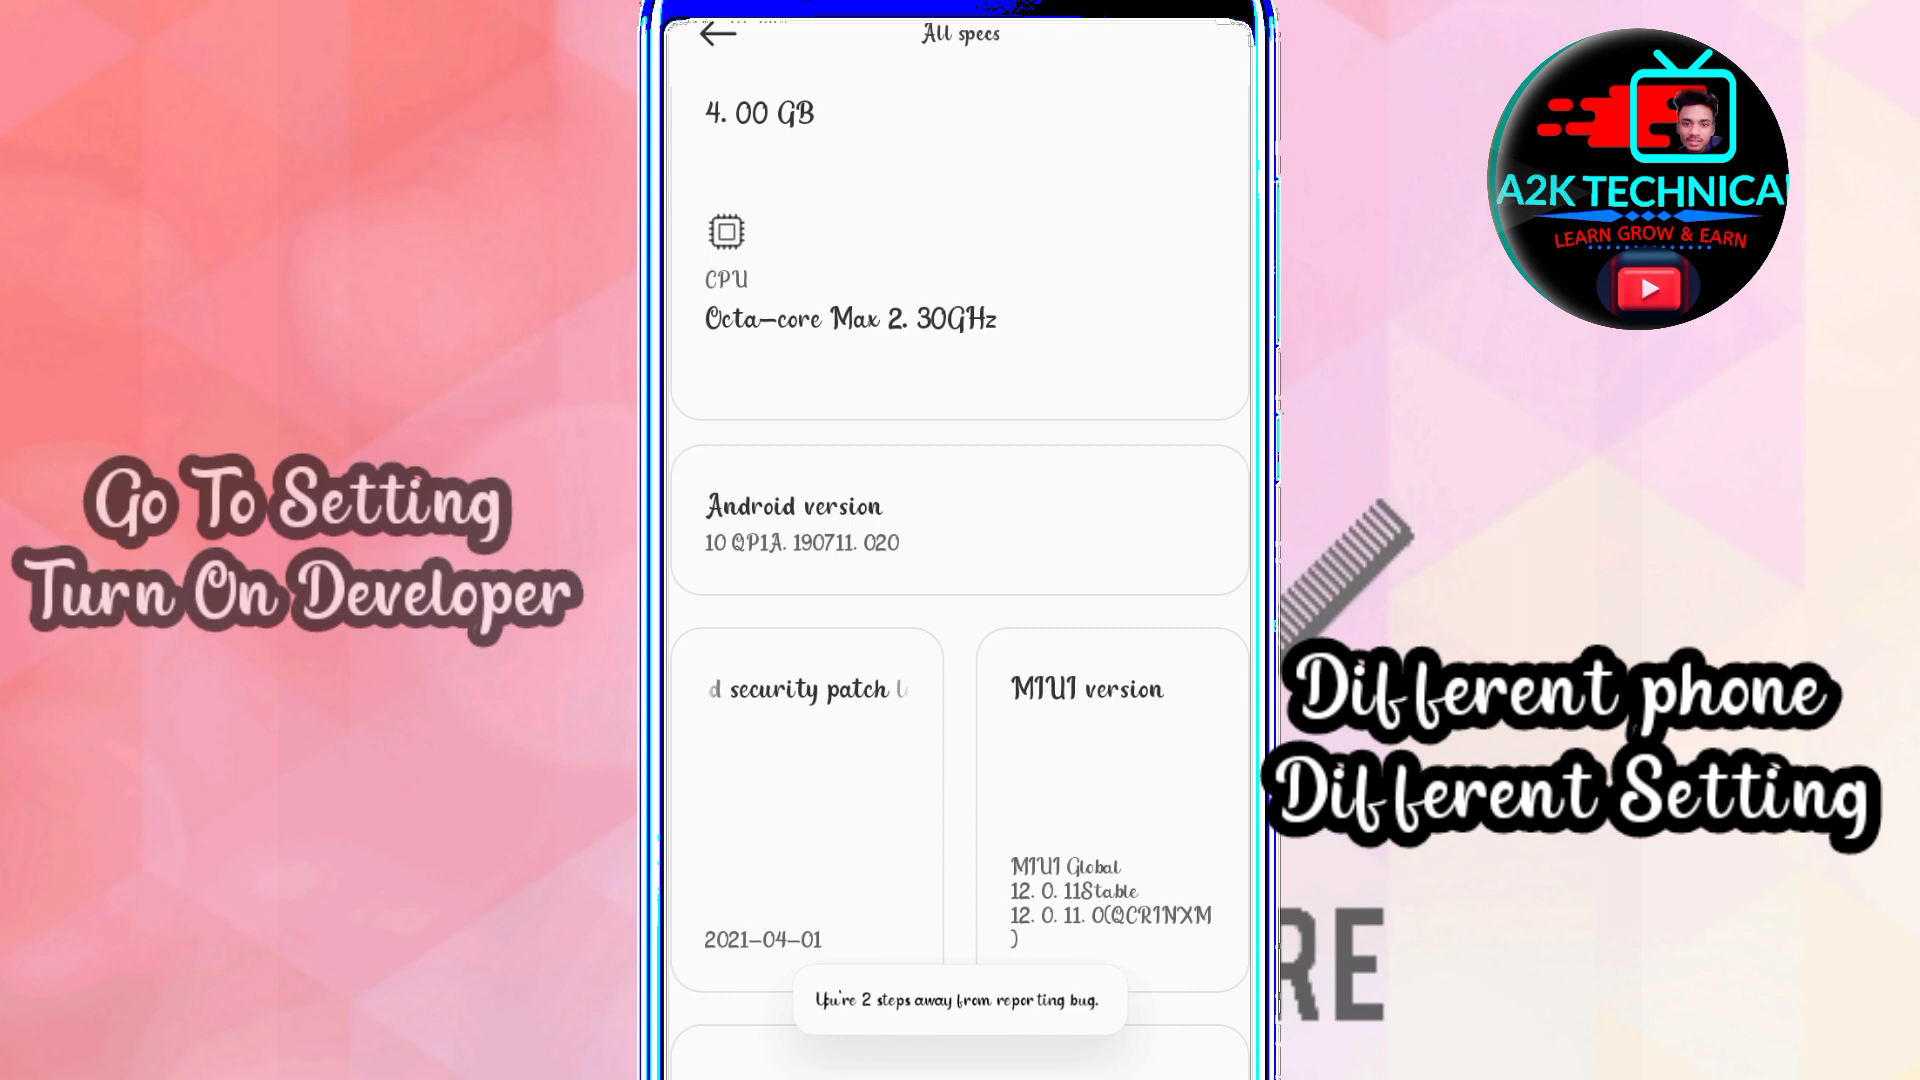 All specs
4. 00 GB
CPU
Octa-core Max 2. 30GHz
Android version
10 QP1A. 190711. 020
d security patch
MIUI version
MIUI Global
12. 0. 11Stable
12. 0. 11. 0(QCRINXM
)
2021-04-01
You're 2 steps away from reporting bug.
Go To Setting
Turn On Developer
A2K TECHNICA
LEARN GROW & EARN
Different phone
Different Setting
RE